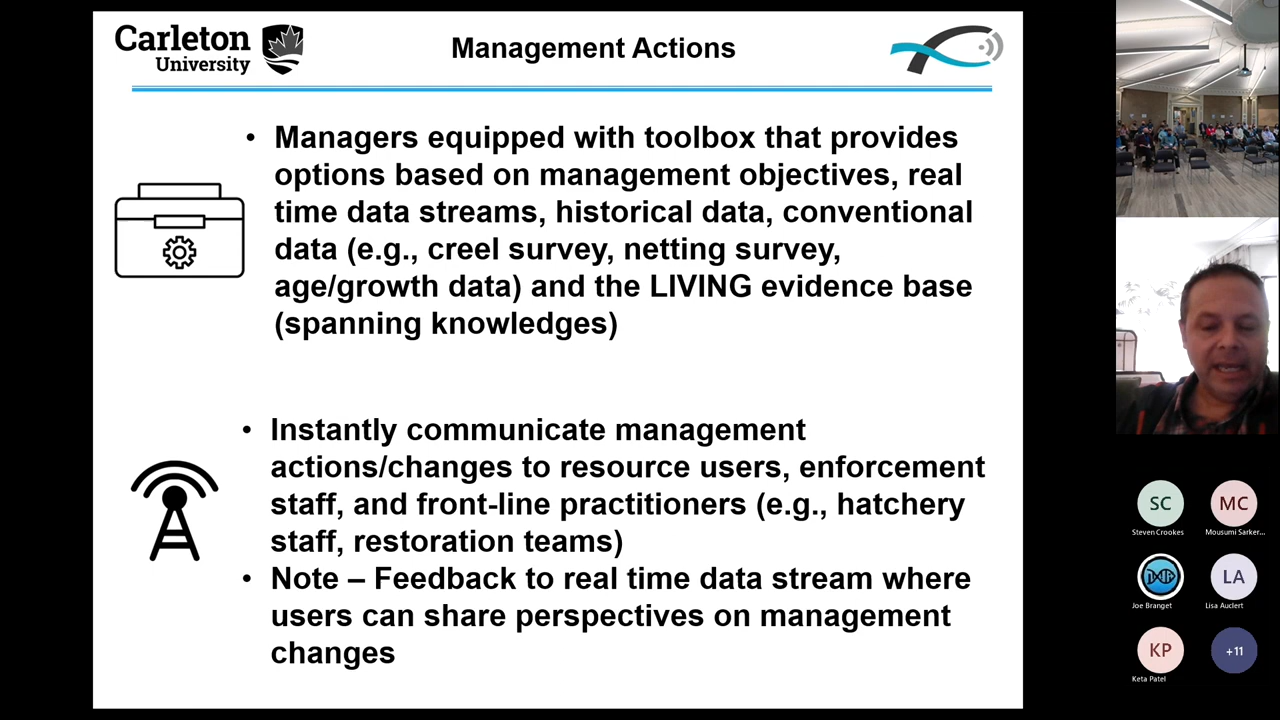 Carleton
University
Management Actions
• Managers equipped with toolbox that provides
options based on management objectives, real
time data streams, historical data, conventional
data (e.g., creel survey, netting survey,
age/growth data) and the LIVING evidence base
(spanning knowledges)
• Instantly communicate management
actions/changes to resource users, enforcement
staff, and front-line practitioners (e.g., hatchery
staff, restoration teams)
• Note – Feedback to real time data stream where
users can share perspectives on management
changes
SC
Steven Crookes
MC
Mousumi Sarker...
Joe Branget
LA
Lisa Auclert
KP
Keta Patel
+11